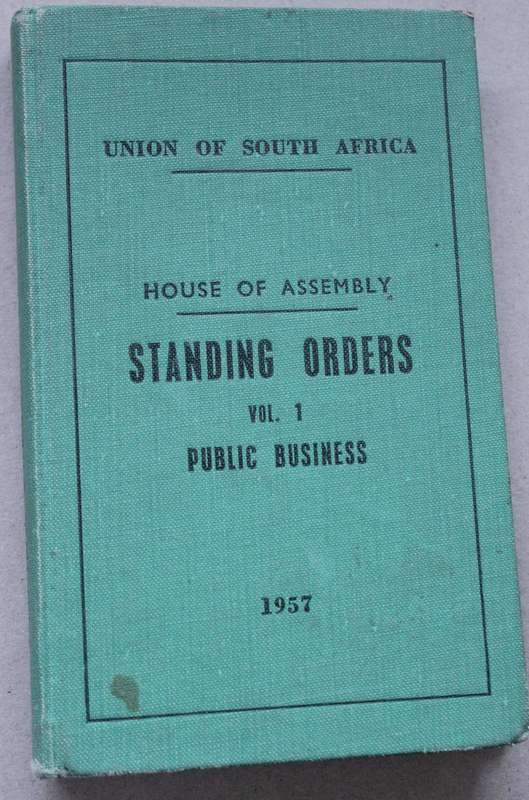 UNION OF SOUTH AFRICA
HOUSE OF ASSEMBLY
STANDING ORDERS
VOL. 1
PUBLIC BUSINESS
1957